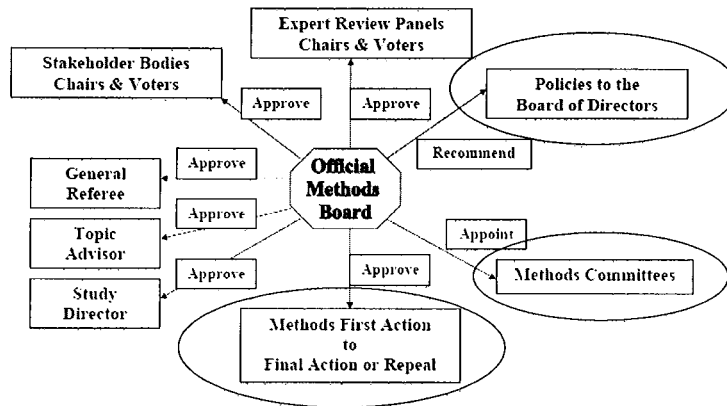 Expert Review Panels
Chairs & Voters
Stakeholder Bodies
Chairs & Voters
Policies to the
Board of Directors
Approve
Approve
Recommend
Official
Methods
Board
General
Referee
Approve
Topic
Advisor
Approve
Study
Director
Approve
Approve
Appoint
Methods Committees
Methods First Action
to
Final Action or Repeal